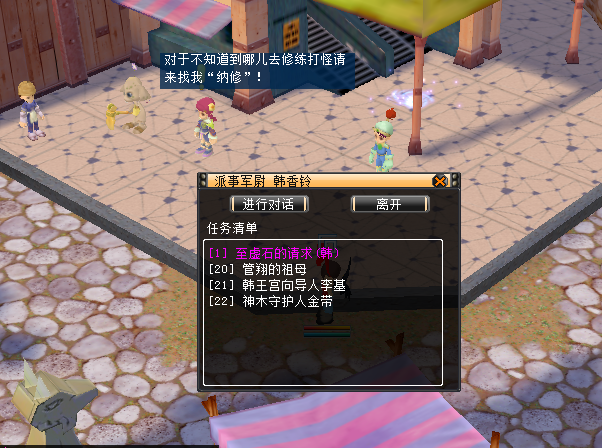 对于不知道到哪儿去修练打怪请
来找我“纳修”！
派事军尉 韩香铃
进行对话 离开
任务清单
[1] 至虚石的请求(韩)
[20] 管翔的祖母
[21] 韩王宫向导人李基
[22] 神木守护人金带